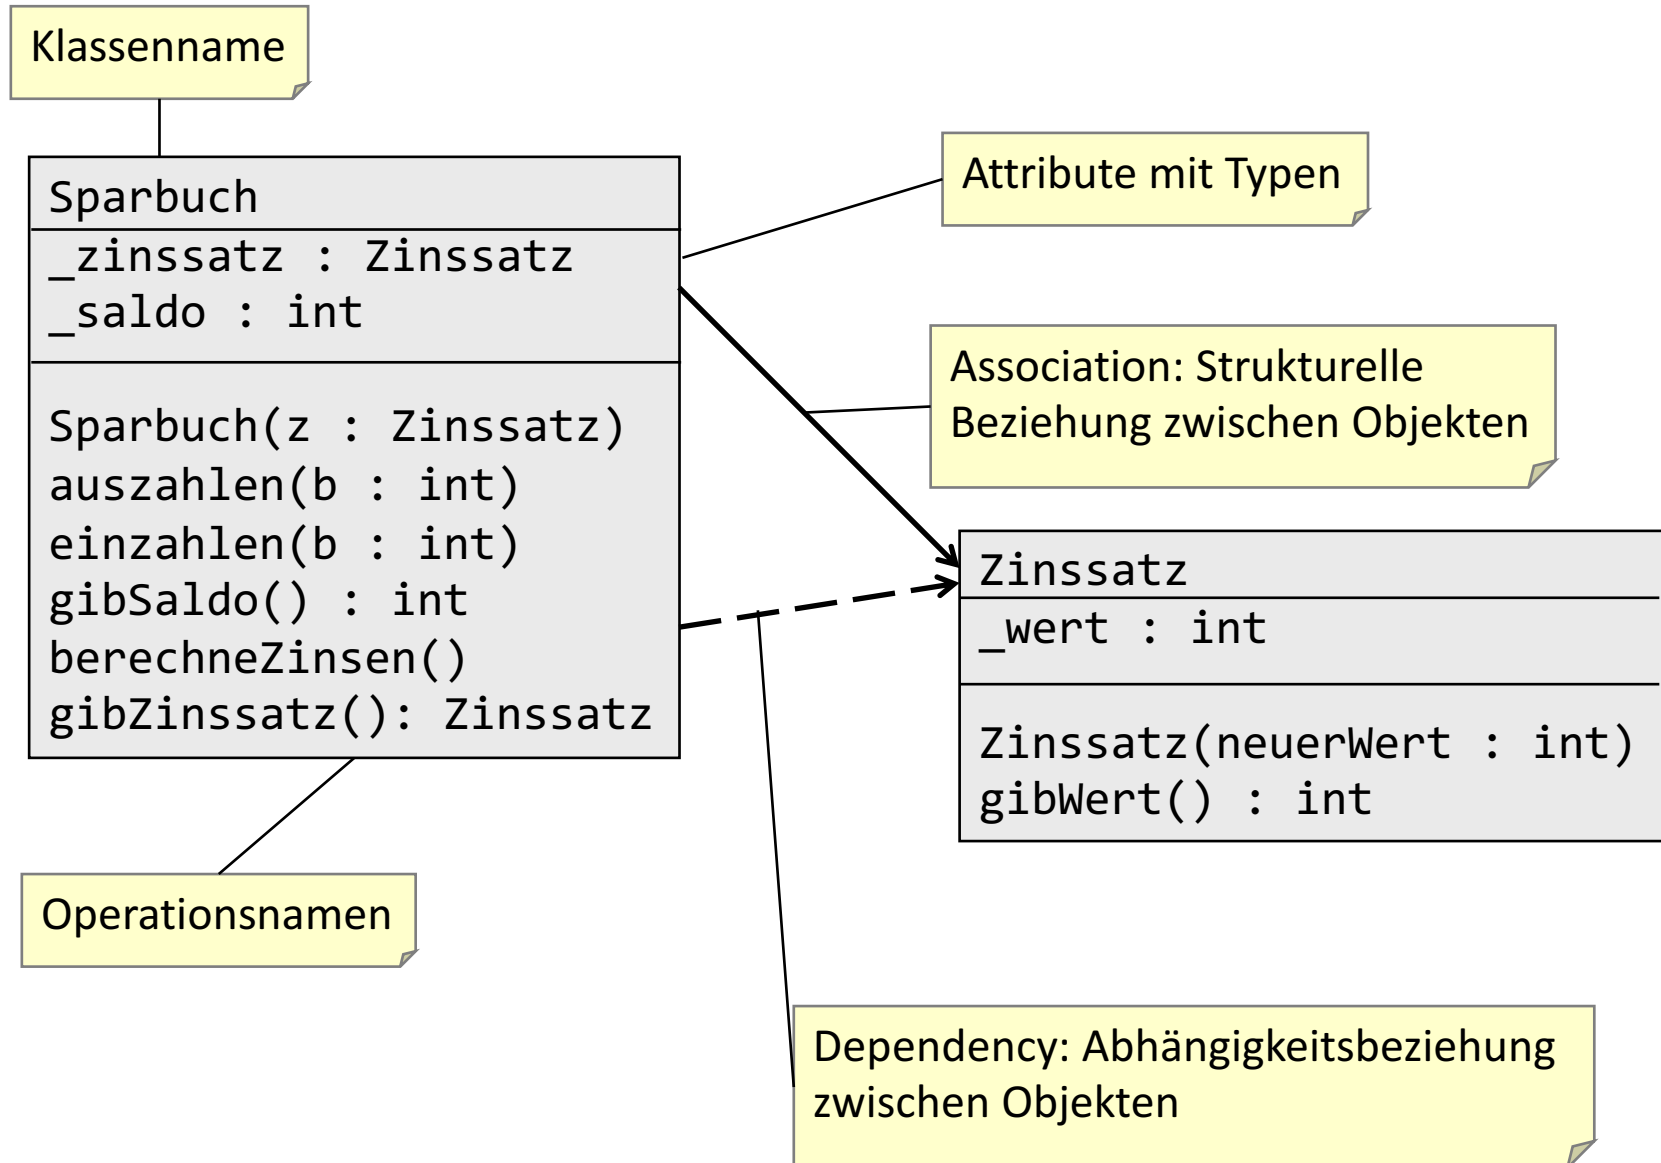 Klassenname
Sparbuch
_zinssatz : Zinssatz
_saldo : int
Sparbuch(z : Zinssatz)
auszahlen(b : int)
einzahlen(b : int)
gibSaldo() : int
berechneZinsen()
gibZinssatz(): Zinssatz
Operationsnamen
Attribute mit Typen
Association: Strukturelle
Beziehung zwischen Objekten
Zinssatz
_wert : int
Zinssatz(neuerWert : int)
gibWert() : int
Dependency: Abhängigkeitsbeziehung
zwischen Objekten